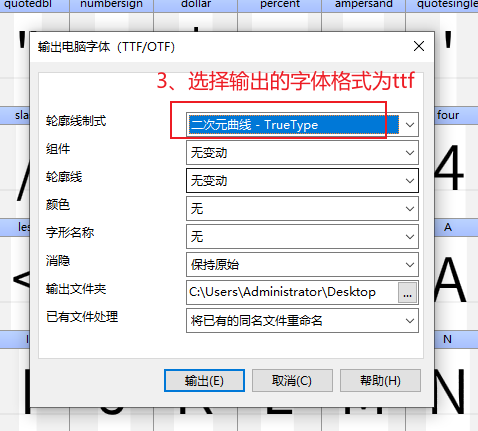 quotedbl numbersign dollar percent ampersand quotesingle
输出电脑字体（TTF/OTF）
3、选择输出的字体格式为ttf
轮廓线制式 二次元曲线 - TrueType
four
/ 4
组件 无变动
轮廓线 无变动
颜色 无
字形名称 无
A
消隐 保持原始
< A
输出文件夹 C:\Users\Administrator\Desktop ...
已有文件处理 将已有的同名文件重命名
N
输出(E) 取消(C) 帮助(H)
N